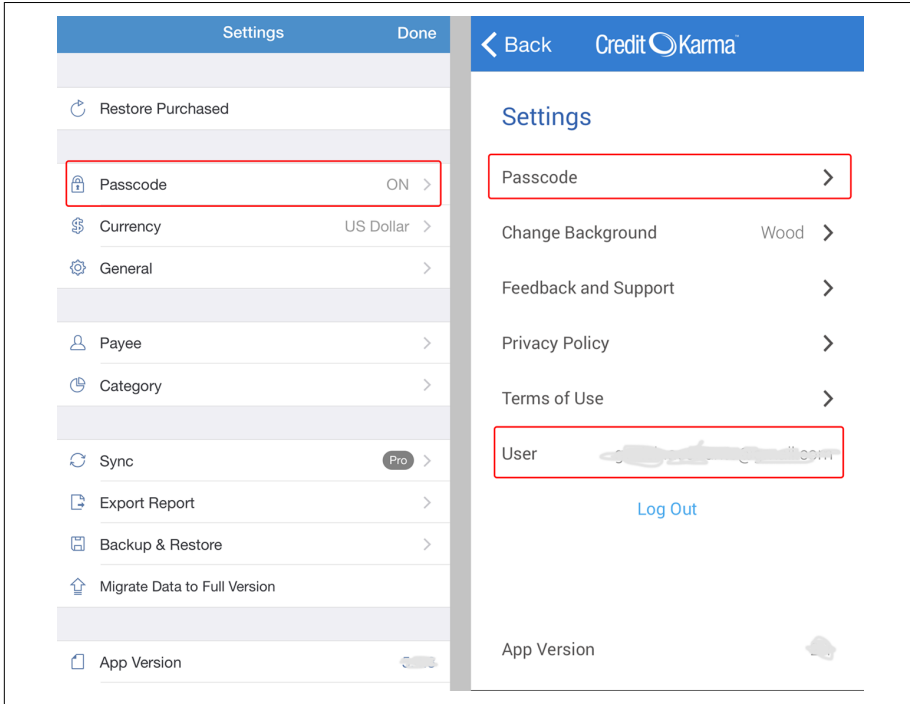 Settings Done
Restore Purchased
Passcode ON
Currency US Dollar
General
Payee
Category
Sync Pro
Export Report
Backup & Restore
Migrate Data to Full Version
App Version
Back Credit Karma
Settings
Passcode
Change Background Wood
Feedback and Support
Privacy Policy
Terms of Use
User
Log Out
App Version